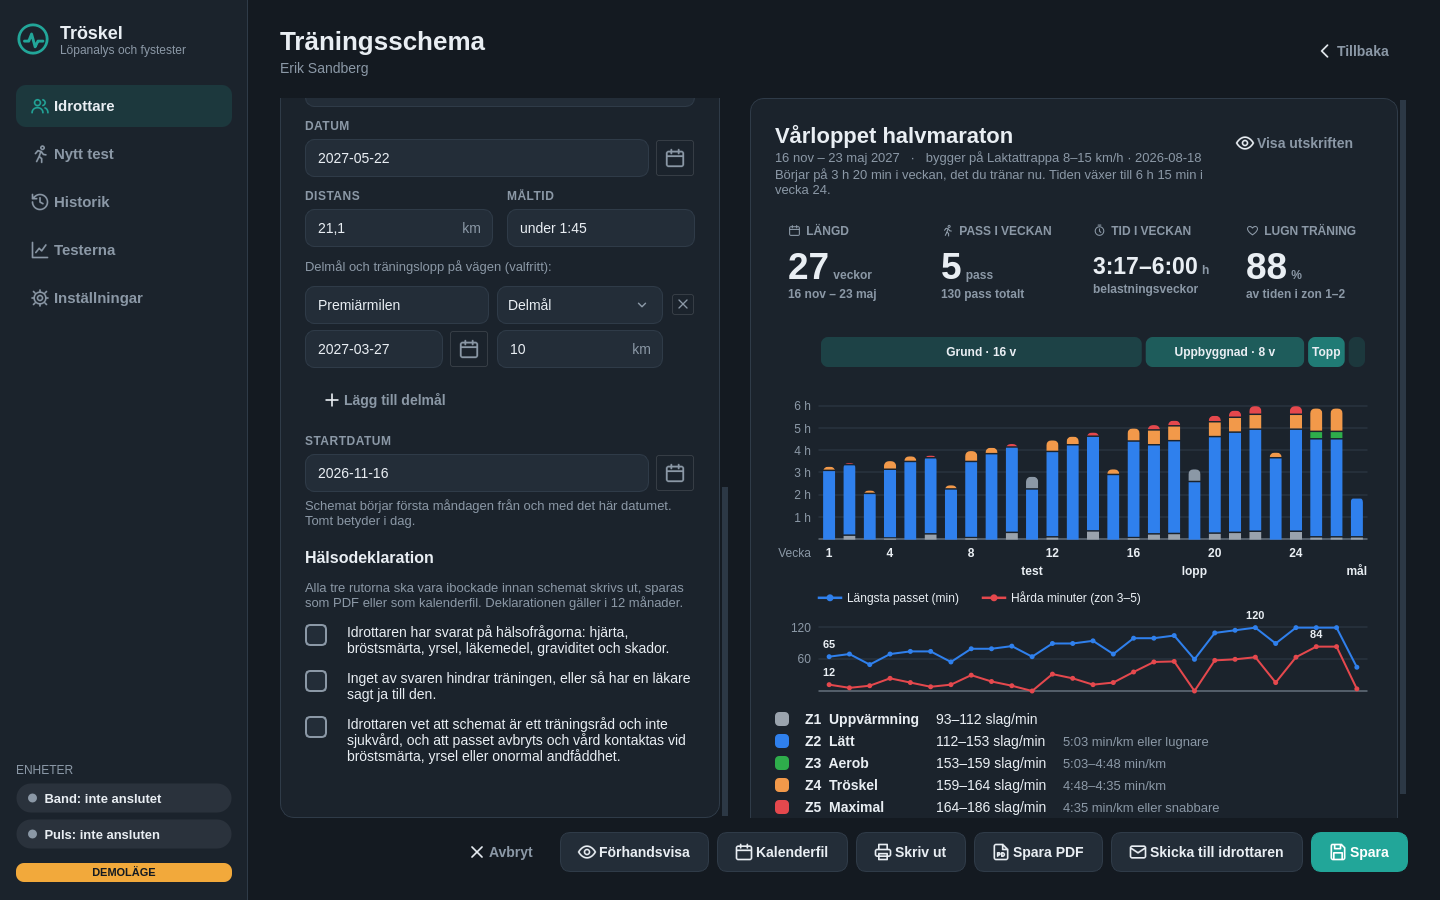 Tröskel
Löpanalys och fystester
Idrottare
Nytt test
Historik
Testerna
Inställningar
ENHETER
Band: inte anslutet
Puls: inte ansluten
DEMOLÄGE
Träningsschema
Erik Sandberg
Tillbaka
DATUM
2027-05-22
DISTANS
MÅLTID
21,1 km
under 1:45
Delmål och träningslopp på vägen (valfritt):
Premiärmilen
Delmål
2027-03-27
10 km
Lägg till delmål
STARTDATUM
2026-11-16
Schemat börjar första måndagen från och med det här datumet.
Tomt betyder i dag.
Hälsodeklaration
Alla tre rutorna ska vara ibockade innan schemat skrivs ut, sparas
som PDF eller som kalenderfil. Deklarationen gäller i 12 månader.
Idrottaren har svarat på hälsofrågorna: hjärta,
bröstsmärta, yrsel, läkemedel, graviditet och skador.
Inget av svaren hindrar träningen, eller så har en läkare
sagt ja till den.
Idrottaren vet att schemat är ett träningsråd och inte
sjukvård, och att passet avbryts och vård kontaktas vid
bröstsmärta, yrsel eller onormal andfåddhet.
Vårloppet halvmaraton
Visa utskriften
16 nov – 23 maj 2027 · bygger på Laktattrappa 8–15 km/h · 2026-08-18
Börjar på 3 h 20 min i veckan, det du tränar nu. Tiden växer till 6 h 15 min i
vecka 24.
LÄNGD
27 veckor
16 nov – 23 maj
PASS I VECKAN
5 pass
130 pass totalt
TID I VECKAN
3:17–6:00 h
belastningsveckor
LUGN TRÄNING
88 %
av tiden i zon 1–2
Grund · 16 v
Uppbyggnad · 8 v
Topp
6 h
5 h
4 h
3 h
2 h
1 h
Vecka 1 4 8 12 16 20 24
test lopp mål
Längsta passet (min)
Hårda minuter (zon 3–5)
120
60
65
12
120
84
Z1 Uppvärmning 93–112 slag/min
Z2 Lätt 112–153 slag/min 5:03 min/km eller lugnare
Z3 Aerob 153–159 slag/min 5:03–4:48 min/km
Z4 Tröskel 159–164 slag/min 4:48–4:35 min/km
Z5 Maximal 164–186 slag/min 4:35 min/km eller snabbare
Avbryt
Förhandsvisa
Kalenderfil
Skriv ut
Spara PDF
Skicka till idrottaren
Spara